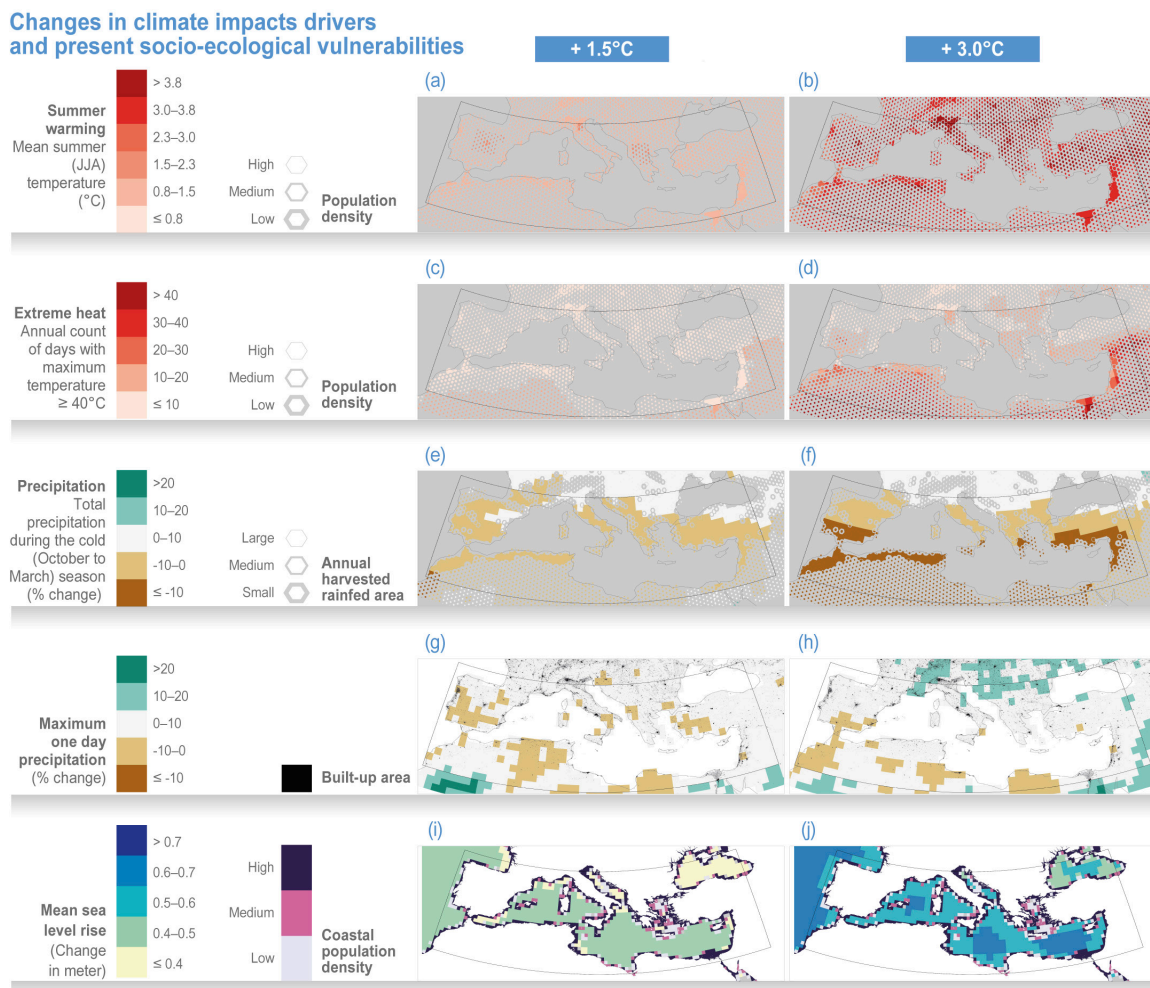 Changes in climate impacts drivers
and present socio-ecological vulnerabilities
+ 1.5°C
+ 3.0°C
(a)
(b)
Summer
warming
Mean summer
(JJA)
temperature
(°C)
> 3.8
3.0–3.8
2.3–3.0
1.5–2.3
0.8–1.5
≤ 0.8
High
Medium
Low
Population
density
(c)
(d)
Extreme heat
Annual count
of days with
maximum
temperature
≥ 40°C
> 40
30–40
20–30
10–20
≤ 10
High
Medium
Low
Population
density
(e)
(f)
Precipitation
Total
precipitation
during the cold
(October to
March) season
(% change)
>20
10–20
0–10
-10–0
≤ -10
Large
Medium
Small
Annual
harvested
rainfed area
(g)
(h)
Maximum
one day
precipitation
(% change)
>20
10–20
0–10
-10–0
≤ -10
Built-up area
(i)
(j)
Mean sea
level rise
(Change
in meter)
> 0.7
0.6–0.7
0.5–0.6
0.4–0.5
≤ 0.4
High
Medium
Low
Coastal
population
density